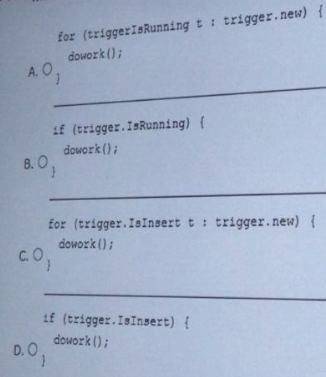 for (triggerIsRunning t : trigger.new) {
dowork();
A. }
if (trigger.IsRunning) {
dowork();
B. }
for (trigger.IsInsert t : trigger.new) {
dowork();
C. }
if (trigger.IsInsert) {
dowork();
D. }